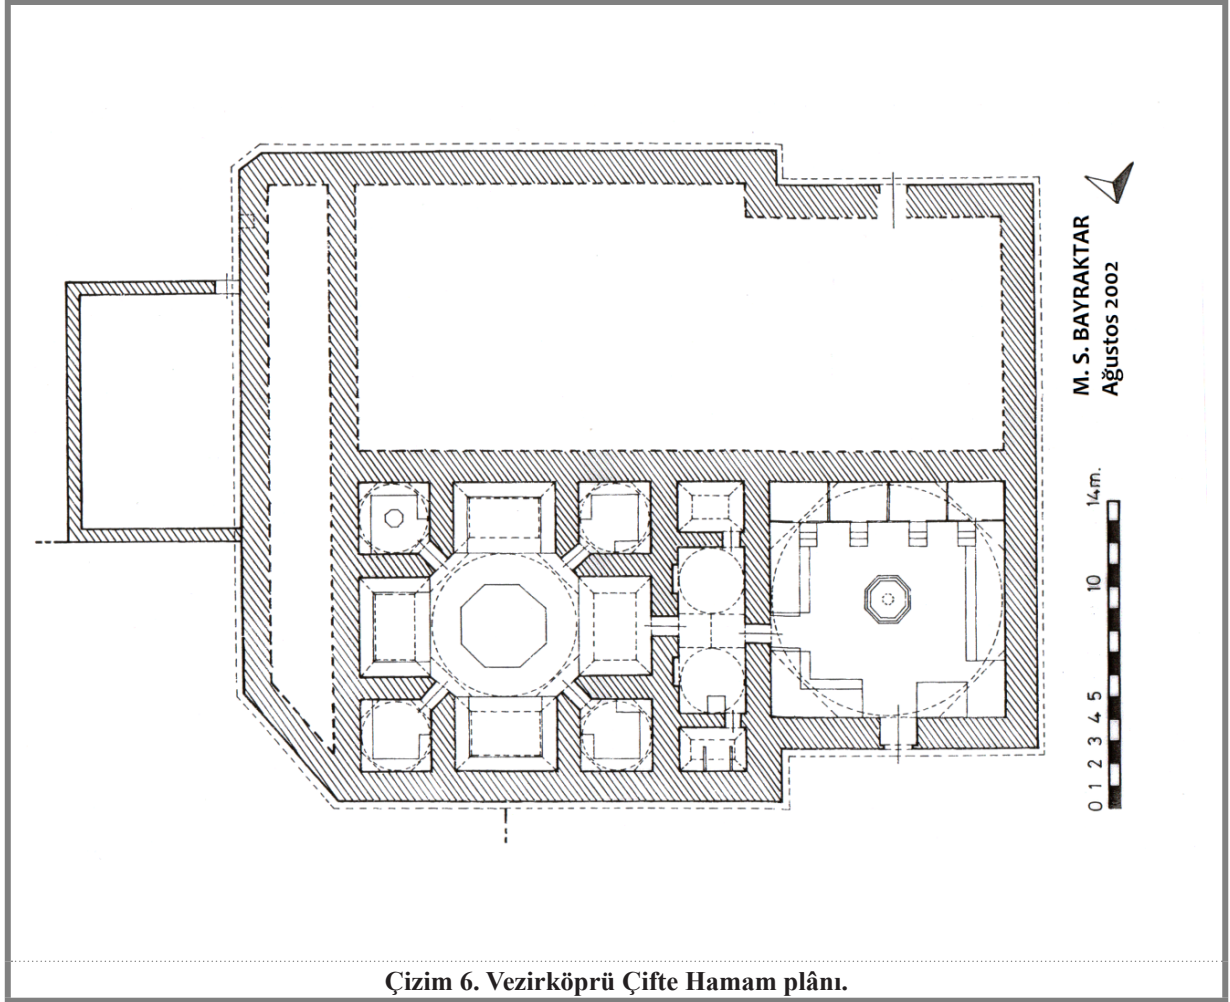 M. S. BAYRAKTAR
Ağustos 2002
0 1 2 3 4 5 10 14m.
Çizim 6. Vezirköprü Çifte Hamam plânı.